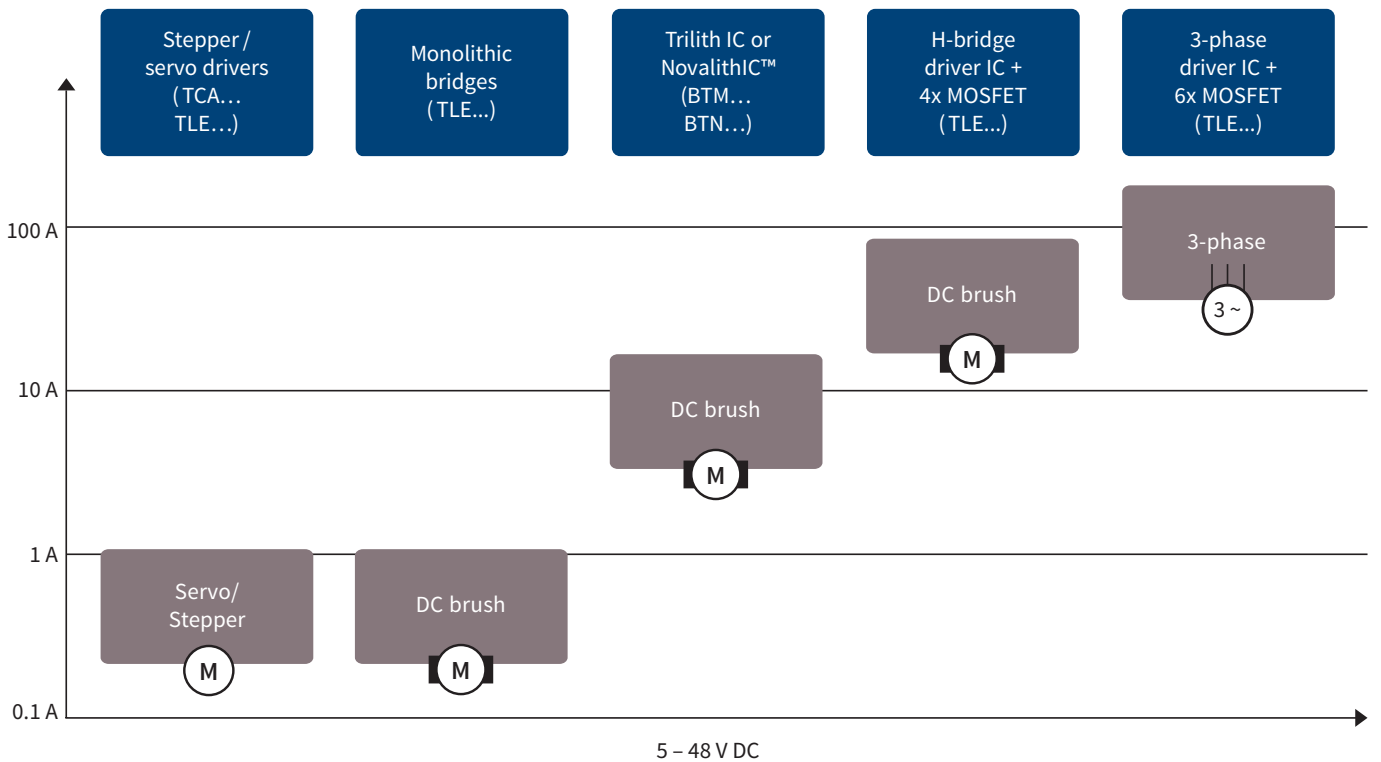 Stepper /
servo drivers
(TCA…
TLE…)
Monolithic
bridges
(TLE...)
Trilith IC or
NovalithIC™
(BTM…
BTN…)
H-bridge
driver IC +
4x MOSFET
(TLE...)
3-phase
driver IC +
6x MOSFET
(TLE...)
100 A
3-phase
3 ~
DC brush
M
10 A
DC brush
M
1 A
Servo/
Stepper
M
DC brush
M
0.1 A
5 – 48 V DC